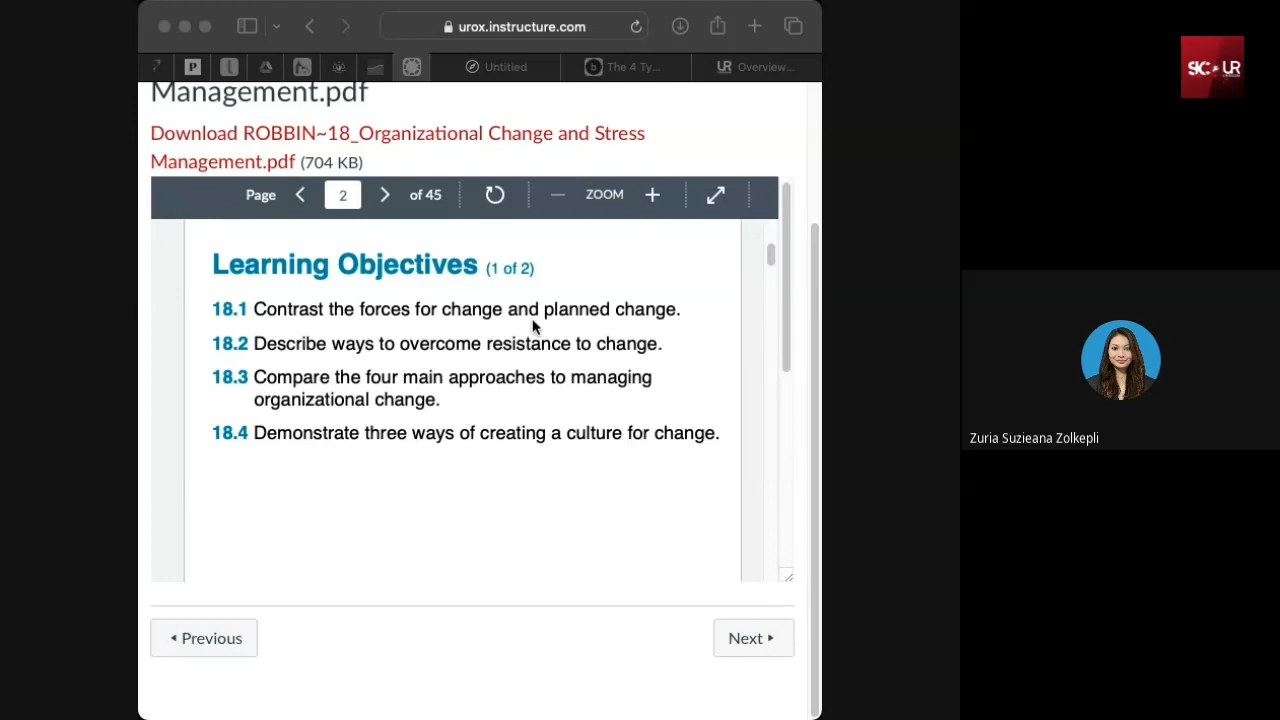 urox.instructure.com
P
Untitled
b
The 4 Ty...
UR
Overview...
Management.pdf
Download ROBBIN~18_Organizational Change and Stress
Management.pdf (704 KB)
Page 2 of 45
ZOOM
Learning Objectives (1 of 2)
18.1 Contrast the forces for change and planned change.
18.2 Describe ways to overcome resistance to change.
18.3 Compare the four main approaches to managing
organizational change.
18.4 Demonstrate three ways of creating a culture for change.
Previous
Next
UR
Zuria Suzieana Zolkepli